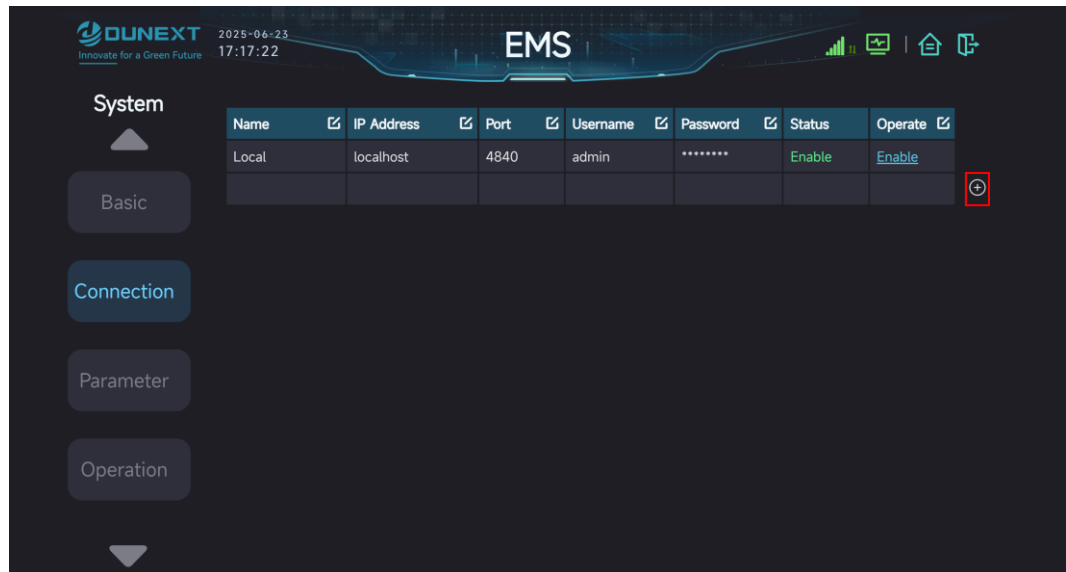 DUNEXT
Innovate for a Green Future
2025-06-23
17:17:22
EMS
System
Basic
Connection
Parameter
Operation
Name IP Address Port Username Password Status Operate
Local localhost 4840 admin ******** Enable Enable